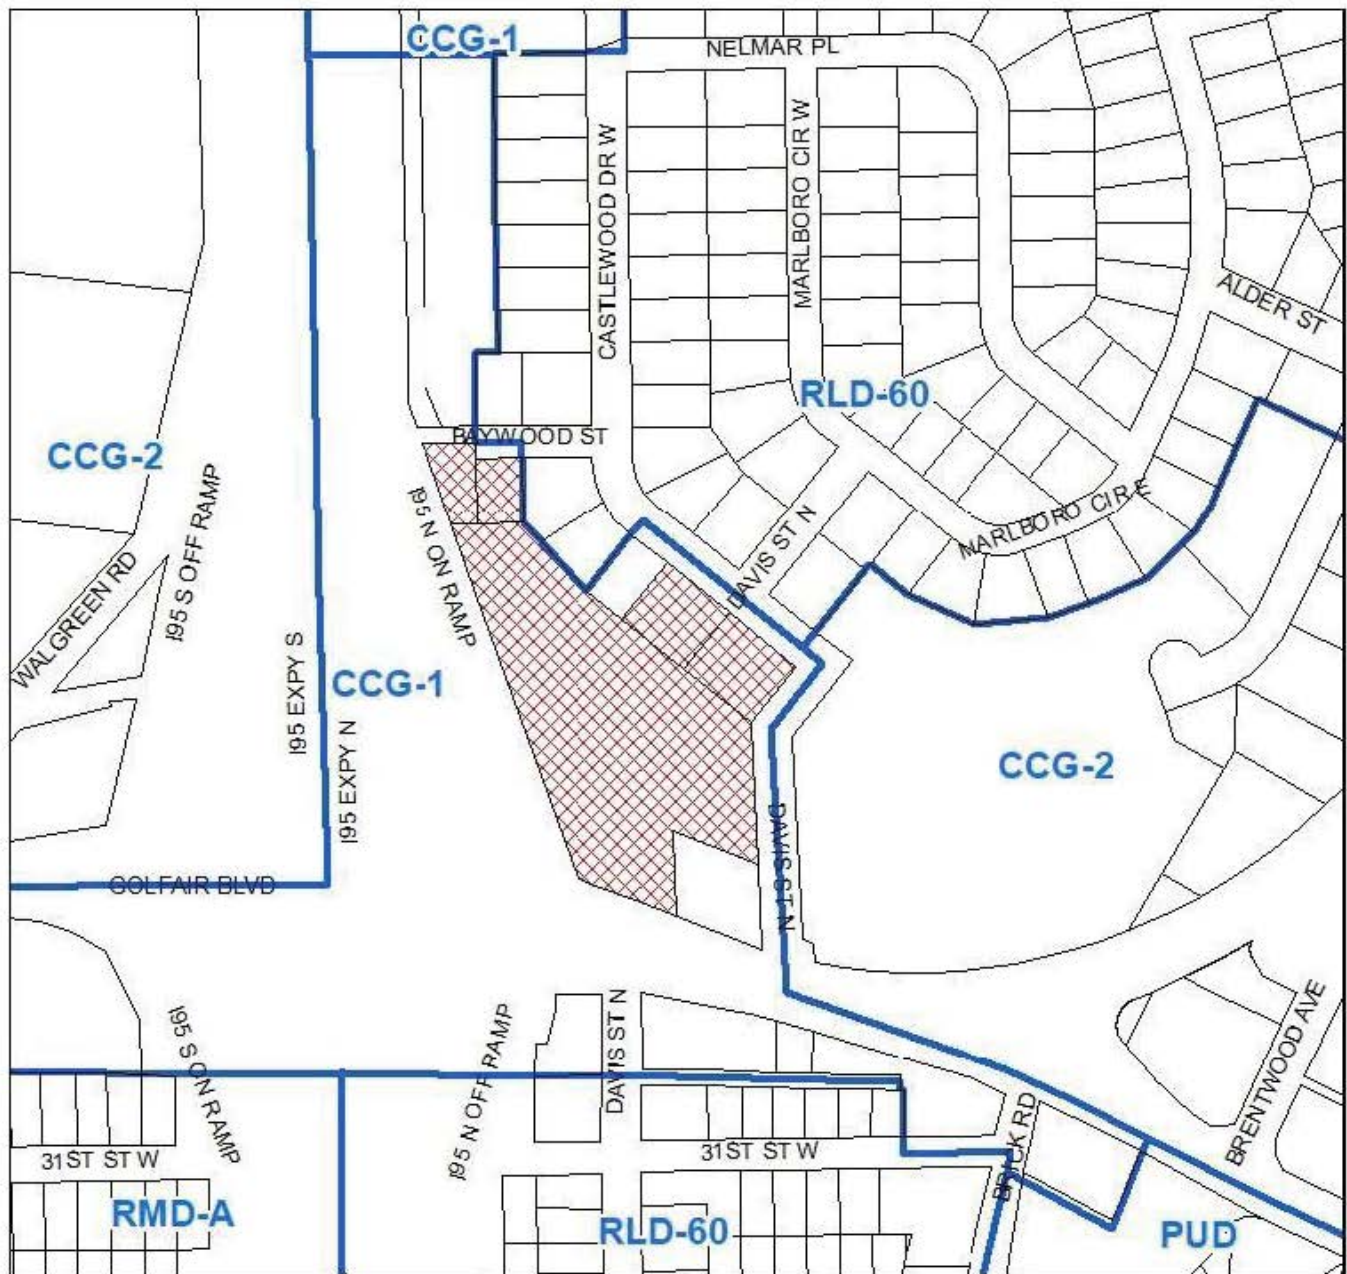 CCG-1
NELMAR PL
CASTLEWOOD DR W
MARLBORO CIR W
ALDER ST
RLD-60
BAYWOOD ST
CCG-2
I95 S OFF RAMP
I95 N ON RAMP
MARLBORO CIR E
DAVIS ST N
WALGREEN RD
I95 EXPY S
CCG-1
I95 EXPY N
CCG-2
DAVIS ST N
GOLFAIR BLVD
I95 S ON RAMP
I95 N OFF RAMP
DAVIS ST N
BRENTWOOD AVE
BRICK RD
31ST ST W
31ST ST W
RMD-A
RLD-60
PUD